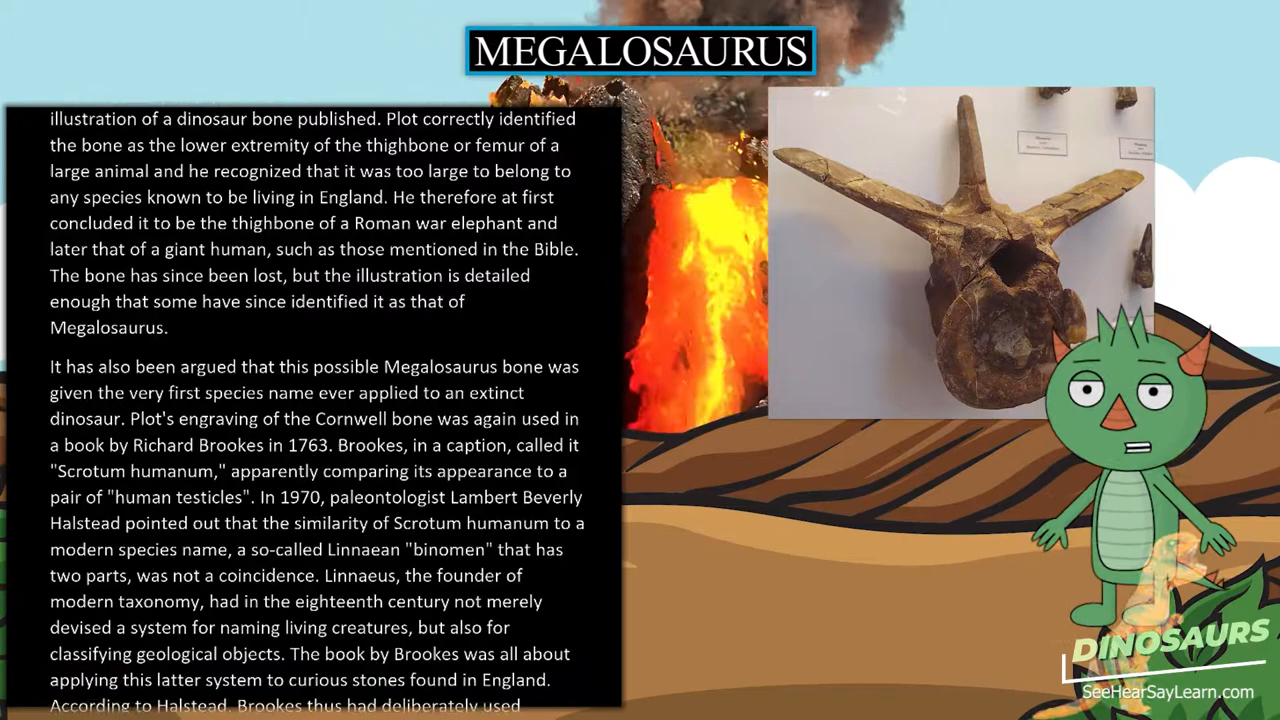 MEGALOSAURUS
illustration of a dinosaur bone published. Plot correctly identified
the bone as the lower extremity of the thighbone or femur of a
large animal and he recognized that it was too large to belong to
any species known to be living in England. He therefore at first
concluded it to be the thighbone of a Roman war elephant and
later that of a giant human, such as those mentioned in the Bible.
The bone has since been lost, but the illustration is detailed
enough that some have since identified it as that of
Megalosaurus.
It has also been argued that this possible Megalosaurus bone was
given the very first species name ever applied to an extinct
dinosaur. Plot's engraving of the Cornwell bone was again used in
a book by Richard Brookes in 1763. Brookes, in a caption, called it
"Scrotum humanum," apparently comparing its appearance to a
pair of "human testicles". In 1970, paleontologist Lambert Beverly
Halstead pointed out that the similarity of Scrotum humanum to a
modern species name, a so-called Linnaean "binomen" that has
two parts, was not a coincidence. Linnaeus, the founder of
modern taxonomy, had in the eighteenth century not merely
devised a system for naming living creatures, but also for
classifying geological objects. The book by Brookes was all about
applying this latter system to curious stones found in England.
According to Halstead, Brookes thus had deliberately used
DINOSAURS
SeeHearSayLearn.com